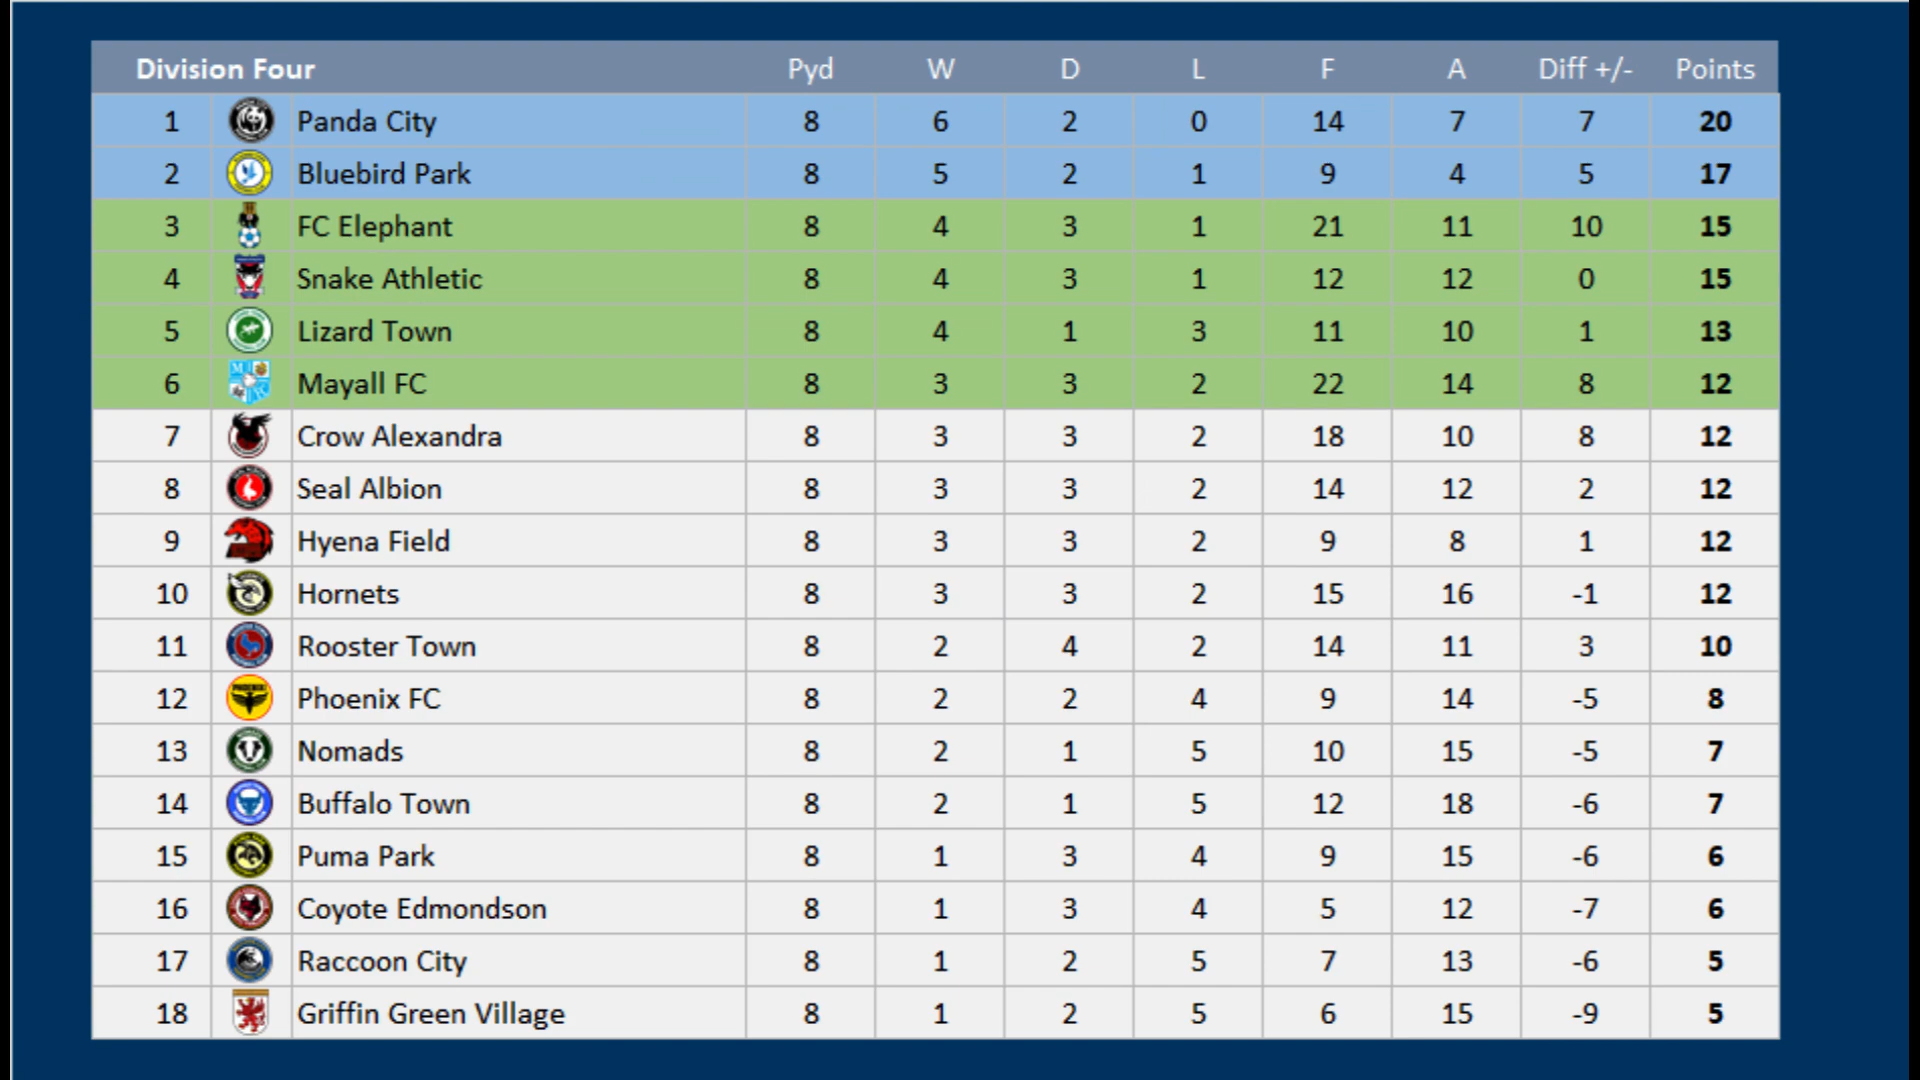 Division Four Pyd W D L F A Diff +/- Points
1 Panda City 8 6 2 0 14 7 7 20
2 Bluebird Park 8 5 2 1 9 4 5 17
3 FC Elephant 8 4 3 1 21 11 10 15
4 Snake Athletic 8 4 3 1 12 12 0 15
5 Lizard Town 8 4 1 3 11 10 1 13
6 Mayall FC 8 3 3 2 22 14 8 12
7 Crow Alexandra 8 3 3 2 18 10 8 12
8 Seal Albion 8 3 3 2 14 12 2 12
9 Hyena Field 8 3 3 2 9 8 1 12
10 Hornets 8 3 3 2 15 16 -1 12
11 Rooster Town 8 2 4 2 14 11 3 10
12 Phoenix FC 8 2 2 4 9 14 -5 8
13 Nomads 8 2 1 5 10 15 -5 7
14 Buffalo Town 8 2 1 5 12 18 -6 7
15 Puma Park 8 1 3 4 9 15 -6 6
16 Coyote Edmondson 8 1 3 4 5 12 -7 6
17 Raccoon City 8 1 2 5 7 13 -6 5
18 Griffin Green Village 8 1 2 5 6 15 -9 5